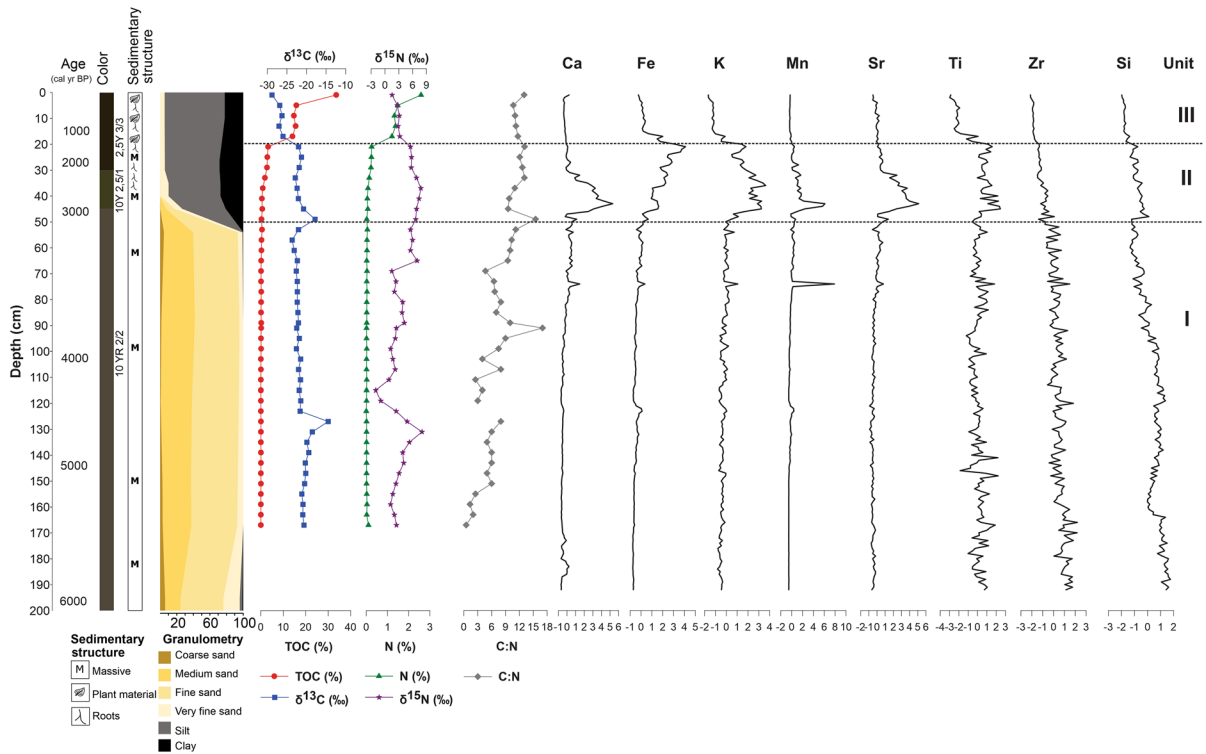 Age
(cal yr BP)
Color
Sedimentary
structure
δ13C (‰)
-30 -25 -20 -15 -10
δ15N (‰)
-3 1 3 6 9
Ca Fe K Mn Sr Ti Zr Si Unit
Depth (cm)
0
10
20
30
40
50
60
70
80
90
100
110
120
130
140
150
160
170
180
190
200
1000
2000
3000
4000
5000
6000
2,5Y 3/3
10Y 2,5/1
10 YR 2/2
M
M
M
M
M
M
III
II
I
20 40 60 80 100
0 10 20 30 40
TOC (%)
0 1 2 3
N (%)
0 3 6 9 12 15 18
C:N
-1 0 1 2 3 4 5 6
-1 0 1 2 3 4 5
-2 -1 0 1 2 3 4
-2 0 2 4 6 8 10
-2 -1 0 1 2 3 4 5 6
-4 -3 -2 -1 0 1 2 3
-3 -2 -1 0 1 2 3
-3 -2 -1 0 1 2
Sedimentary
structure
M Massive
Plant material
Roots
Granulometry
Coarse sand
Medium sand
Fine sand
Very fine sand
Silt
Clay
TOC (%)
δ13C (‰)
N (%)
δ15N (‰)
C:N